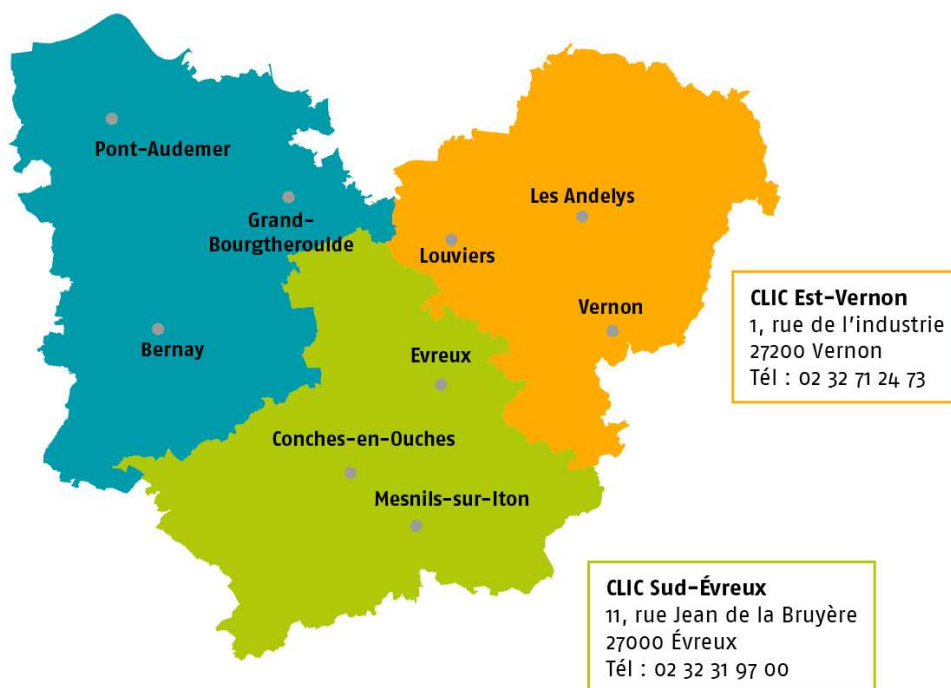 Pont-Audemer
Grand-
Bourgtheroulde
Bernay
Les Andelys
Louviers
Vernon
Evreux
Conches-en-Ouches
Mesnils-sur-Iton
CLIC Est-Vernon
1, rue de l'industrie
27200 Vernon
Tél : 02 32 71 24 73
CLIC Sud-Évreux
11, rue Jean de la Bruyère
27000 Évreux
Tél : 02 32 31 97 00